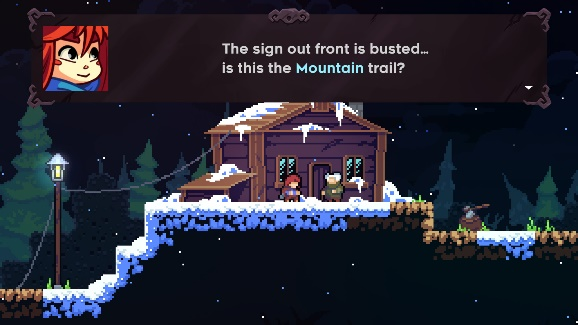 The sign out front is busted...
is this the Mountain trail?